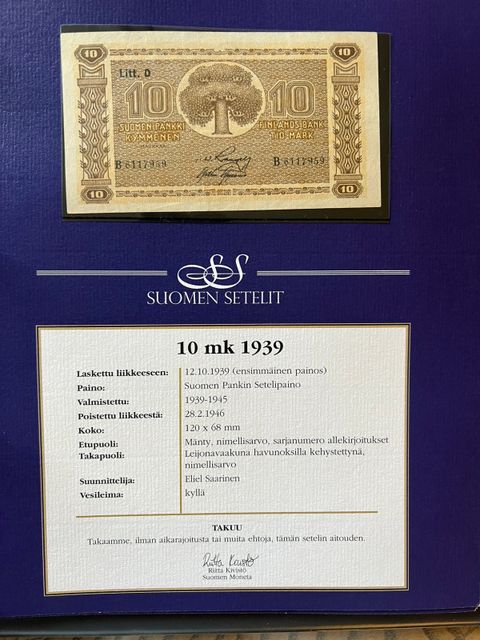 10 10
Litt. D
10 10
SUOMEN PANKKI FINLANDS BANK
KYMMENEN TIO MARK
B 6117959 B 6117959
10 10
SUOMEN SETELIT
10 mk 1939
Laskettu liikkeeseen: 12.10.1939 (ensimmäinen painos)
Paino: Suomen Pankin Setelipaino
Valmistettu: 1939-1945
Poistettu liikkeestä: 28.2.1946
Koko: 120 x 68 mm
Etupuoli: Mänty, nimellisarvo, sarjanumero allekirjoitukset
Takapuoli: Leijonavaakuna havunoksilla kehystettynä,
nimellisarvo
Suunnittelija: Eliel Saarinen
Vesileima: kyllä
TAKUU
Takaamme, ilman aikarajoitusta tai muita ehtoja, tämän setelin aitouden.
Riitta Kivistö
Suomen Moneta